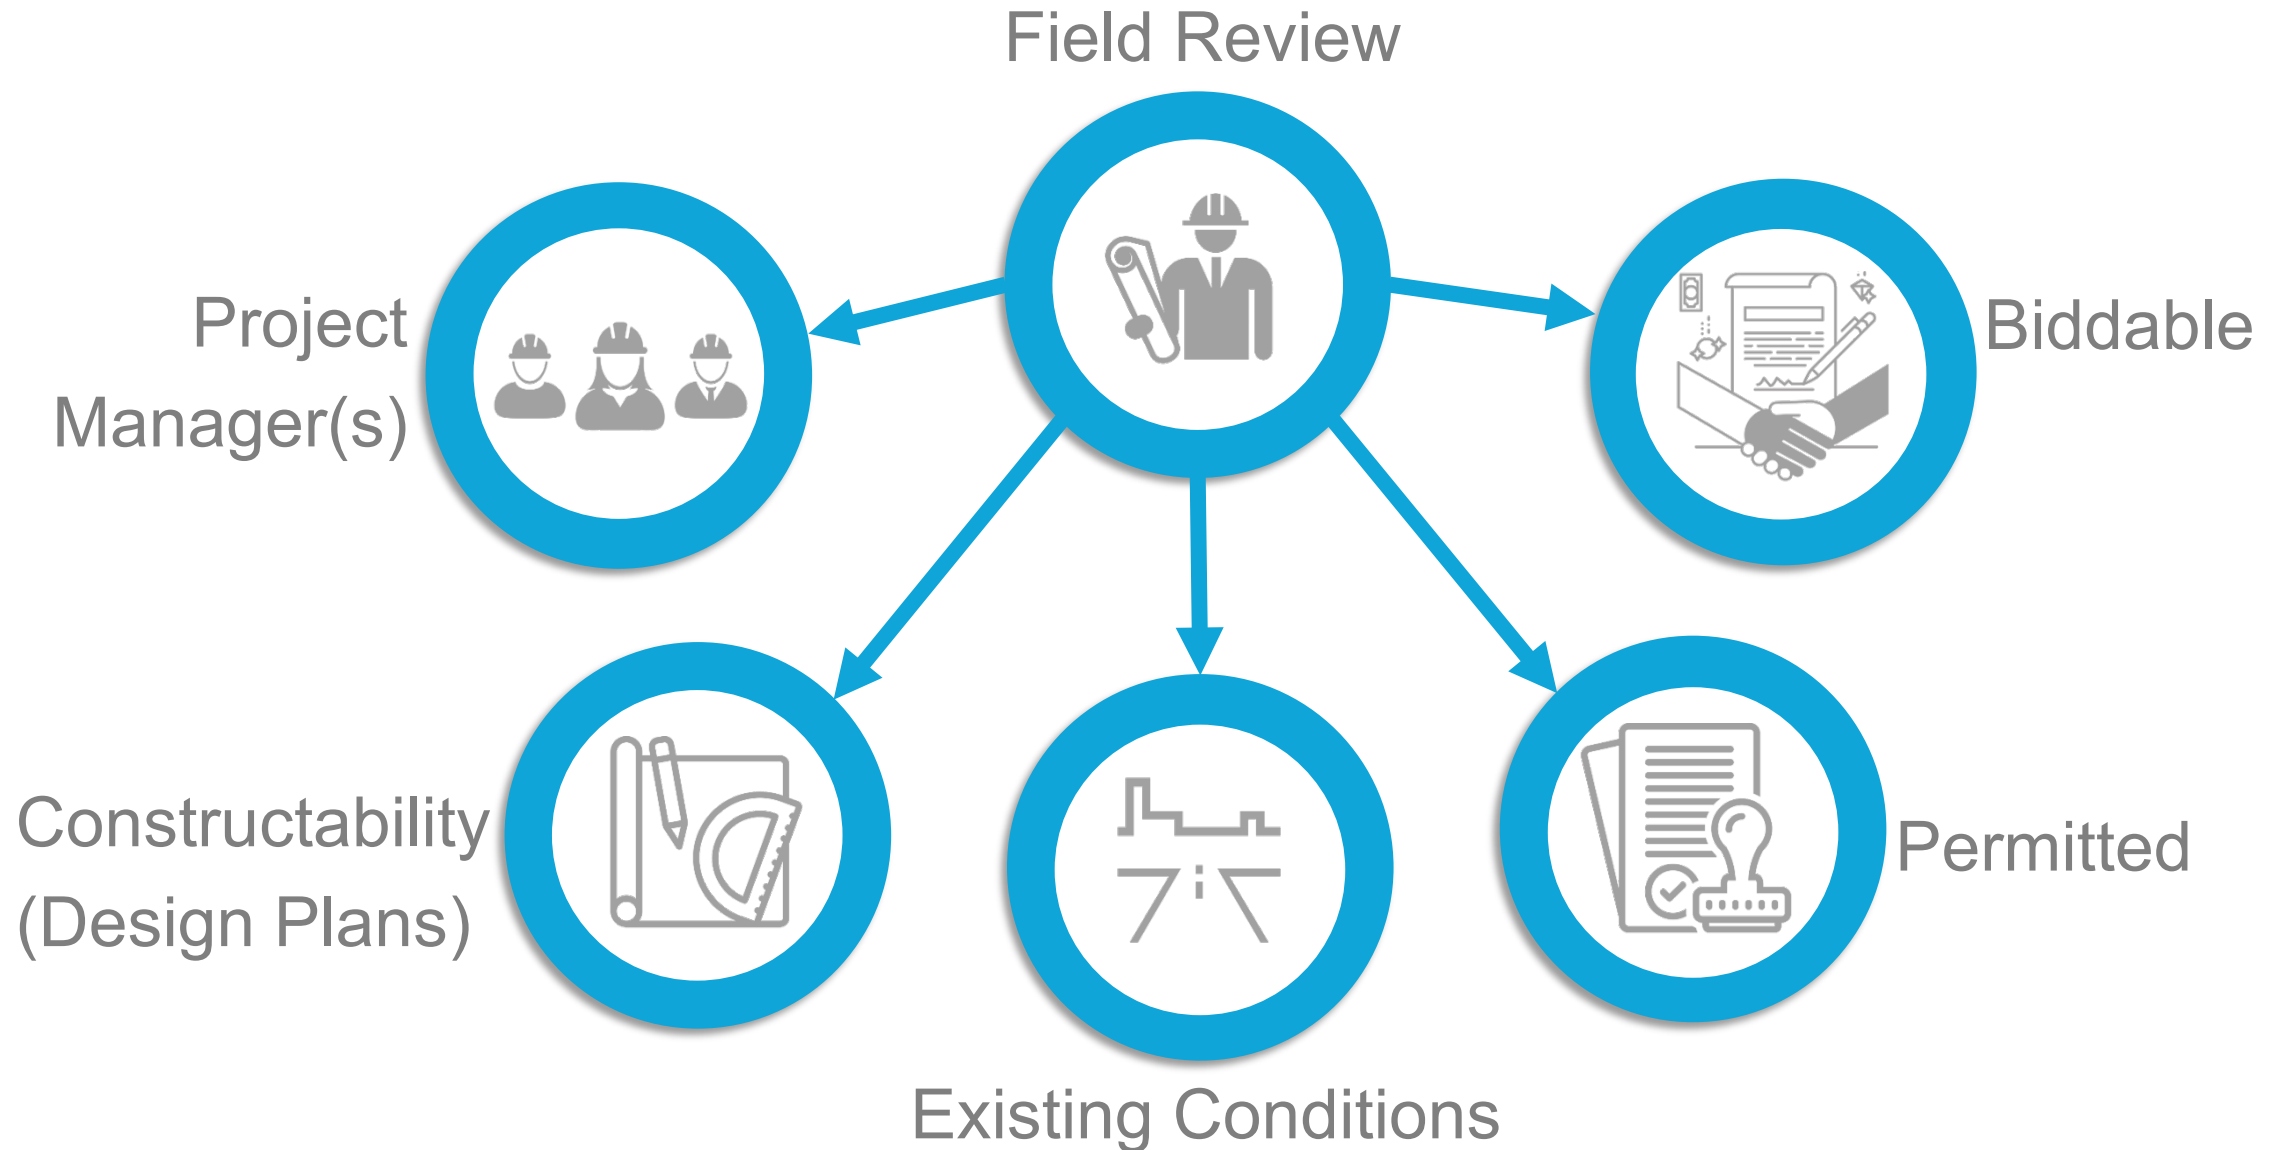 Field Review
Project
Manager(s)
Biddable
Constructability
(Design Plans)
Permitted
Existing Conditions